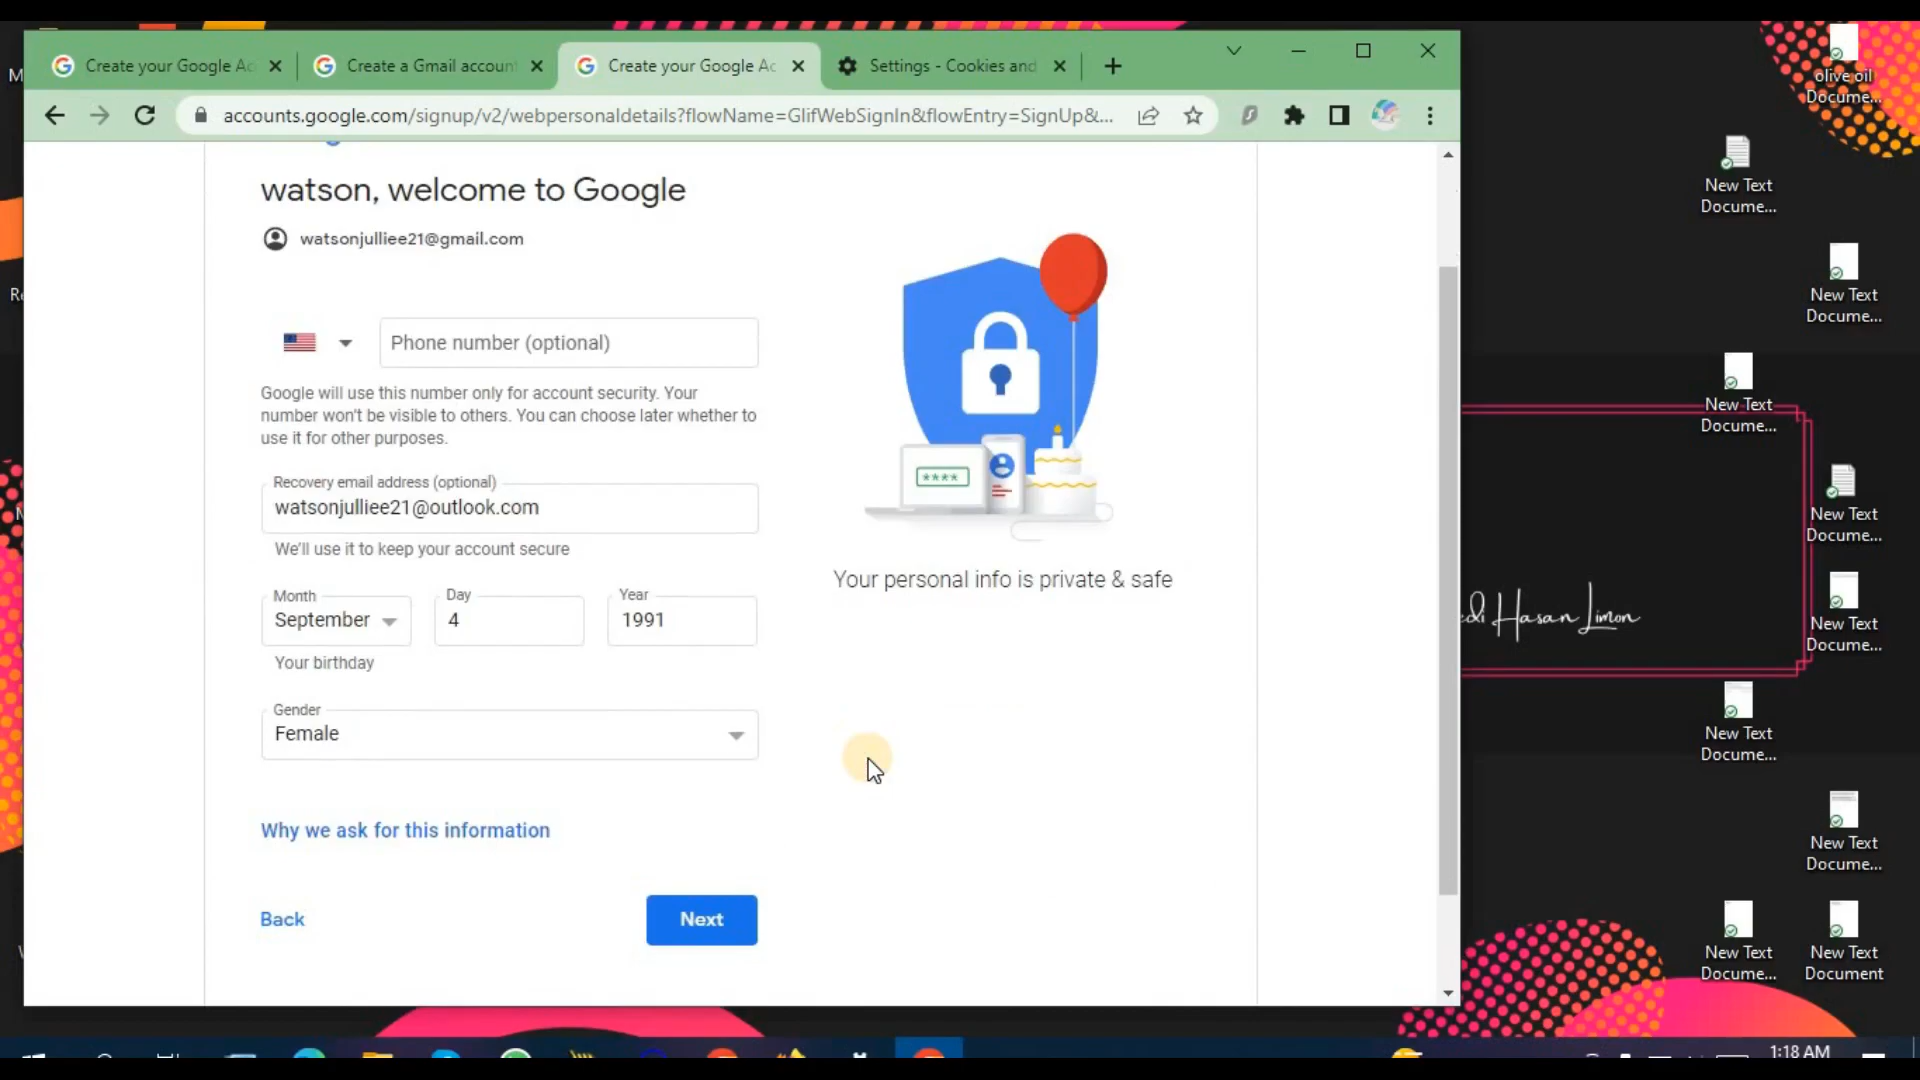 Create your Google Ac
Create a Gmail accoun
Create your Google Ac
Settings - Cookies and
accounts.google.com/signup/v2/webpersonaldetails?flowName=GlifWebSignIn&flowEntry=SignUp&...
watson, welcome to Google
watsonjulliee21@gmail.com
Phone number (optional)
Google will use this number only for account security. Your
number won't be visible to others. You can choose later whether to
use it for other purposes.
Recovery email address (optional)
watsonjulliee21@outlook.com
We'll use it to keep your account secure
Month
Day
Year
September
4
1991
Your birthday
Gender
Female
Why we ask for this information
Back
Next
****
Your personal info is private & safe
edi Hasan Limon
olive oil
Docume...
New Text
Docume...
New Text
Docume...
New Text
Docume...
New Text
Docume...
New Text
Docume...
New Text
Docume...
New Text
Docume...
New Text
Docume...
New Text
Document
1:18 AM